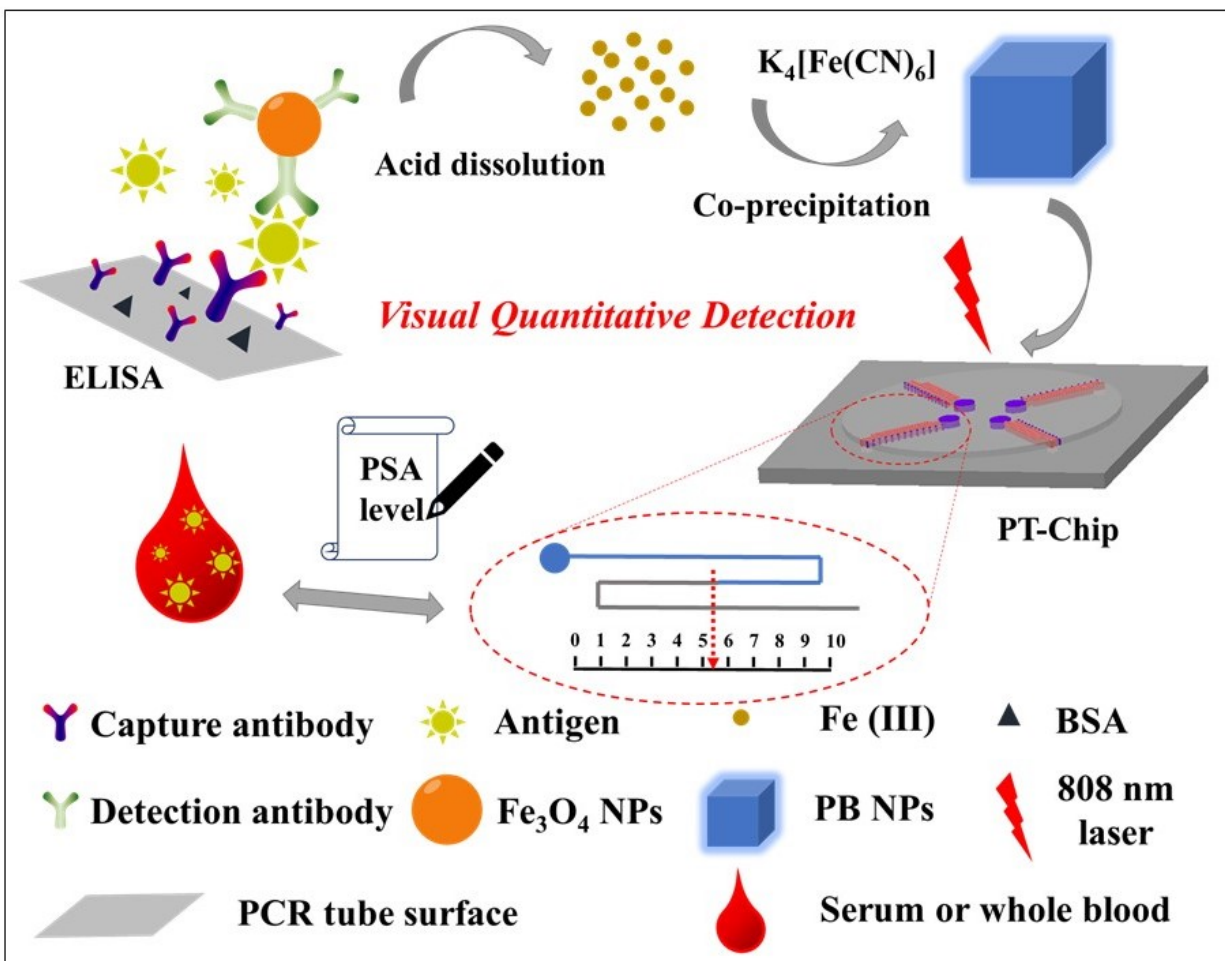 K₄[Fe(CN)₆]
Acid dissolution
Co-precipitation
Visual Quantitative Detection
ELISA
PSA
level
PT-Chip
0 1 2 3 4 5 6 7 8 9 10
Capture antibody
Antigen
Fe (III)
BSA
Detection antibody
Fe₃O₄ NPs
PB NPs
808 nm
laser
PCR tube surface
Serum or whole blood